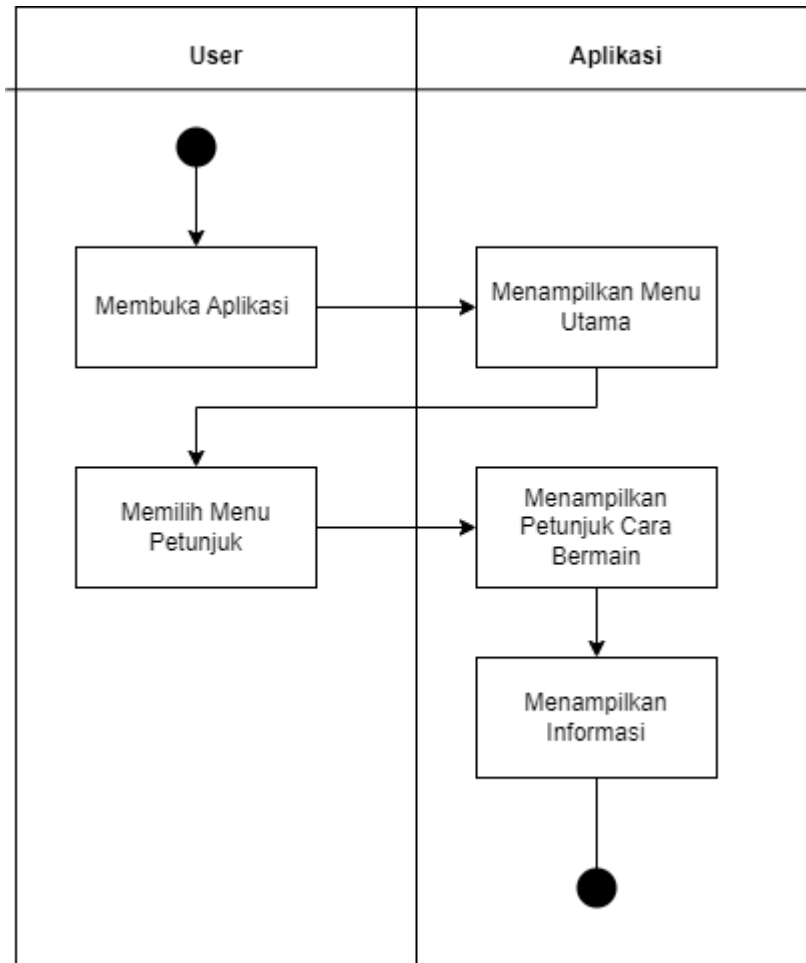 User
Aplikasi
Membuka Aplikasi
Menampilkan Menu
Utama
Memilih Menu
Petunjuk
Menampilkan
Petunjuk Cara
Bermain
Menampilkan
Informasi